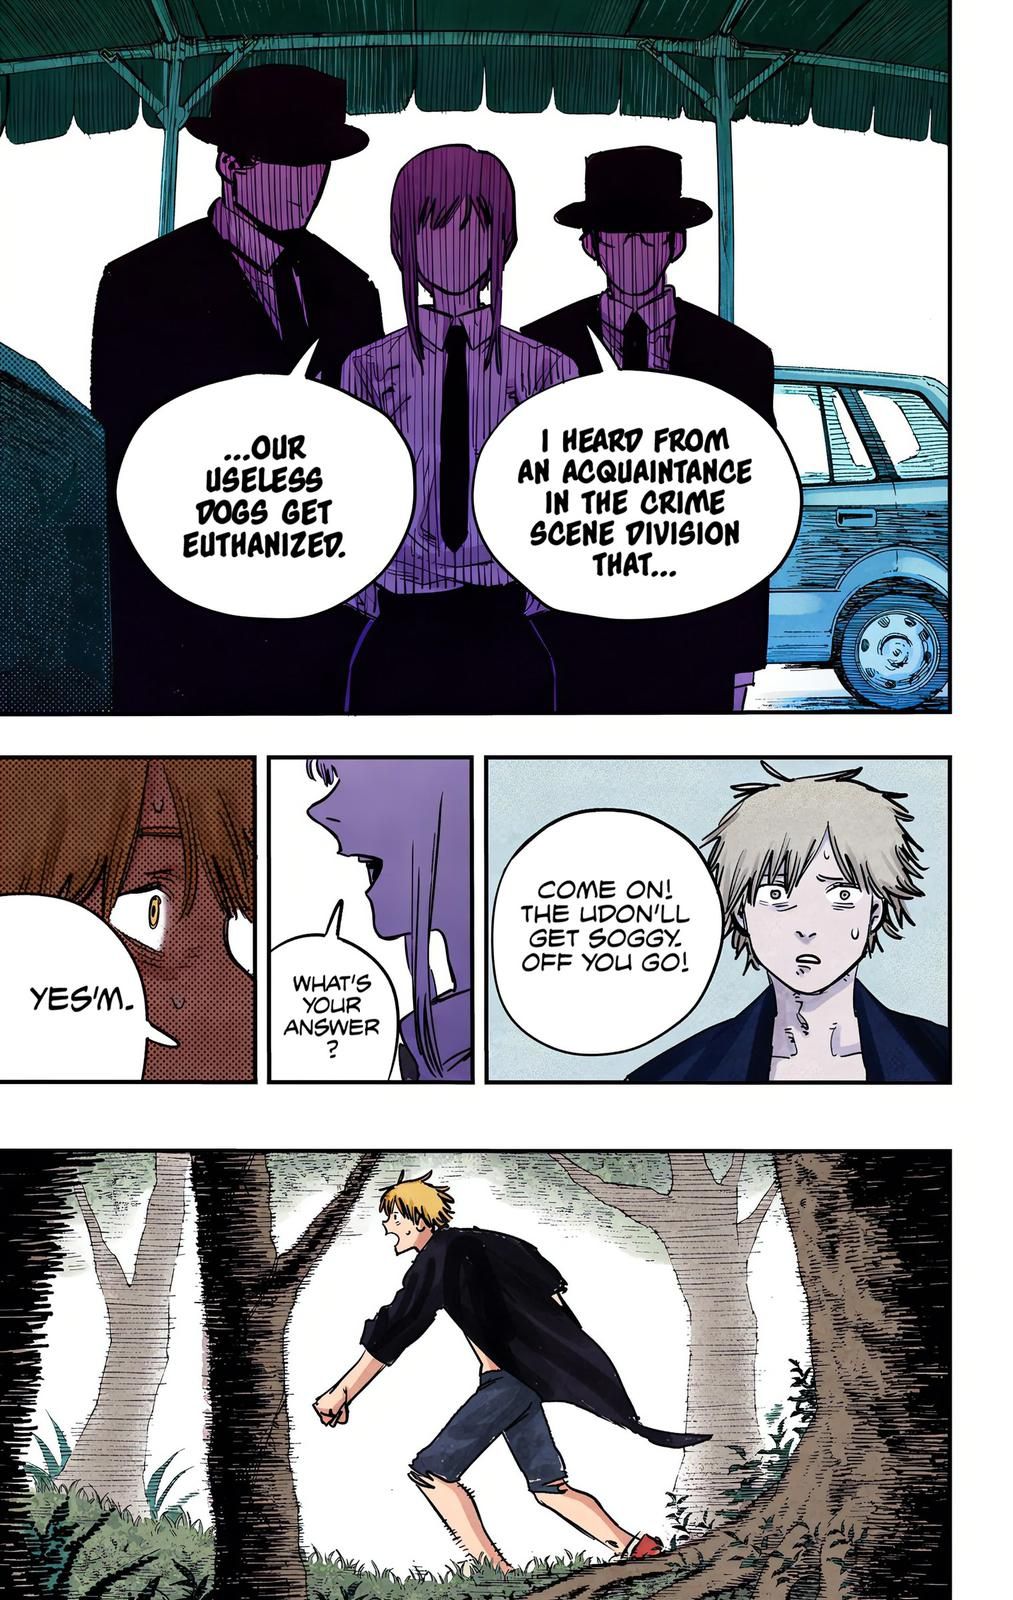 I HEARD FROM
AN ACQUAINTANCE
IN THE CRIME
SCENE DIVISION
THAT...
...OUR
USELESS
DOGS GET
EUTHANIZED.
COME ON!
THE UDON'LL
GET SOGGY.
OFF YOU GO!
WHAT'S
YOUR
ANSWER
?
YES'M.